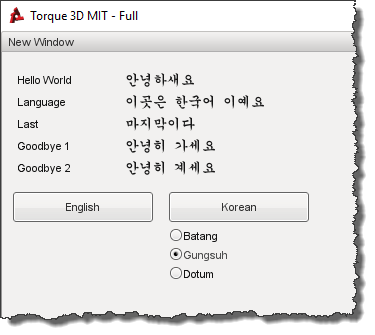 Torque 3D MIT - Full
New Window
Hello World 안녕하새요
Language 이곳은 한국어 이예요
Last 마지막이다
Goodbye 1 안녕히 가세요
Goodbye 2 안녕히 계세요
English Korean
Batang
Gungsuh
Dotum